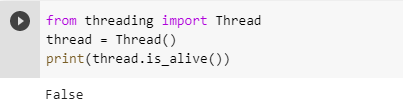 from threading import Thread
thread = Thread()
print(thread.is_alive())
False